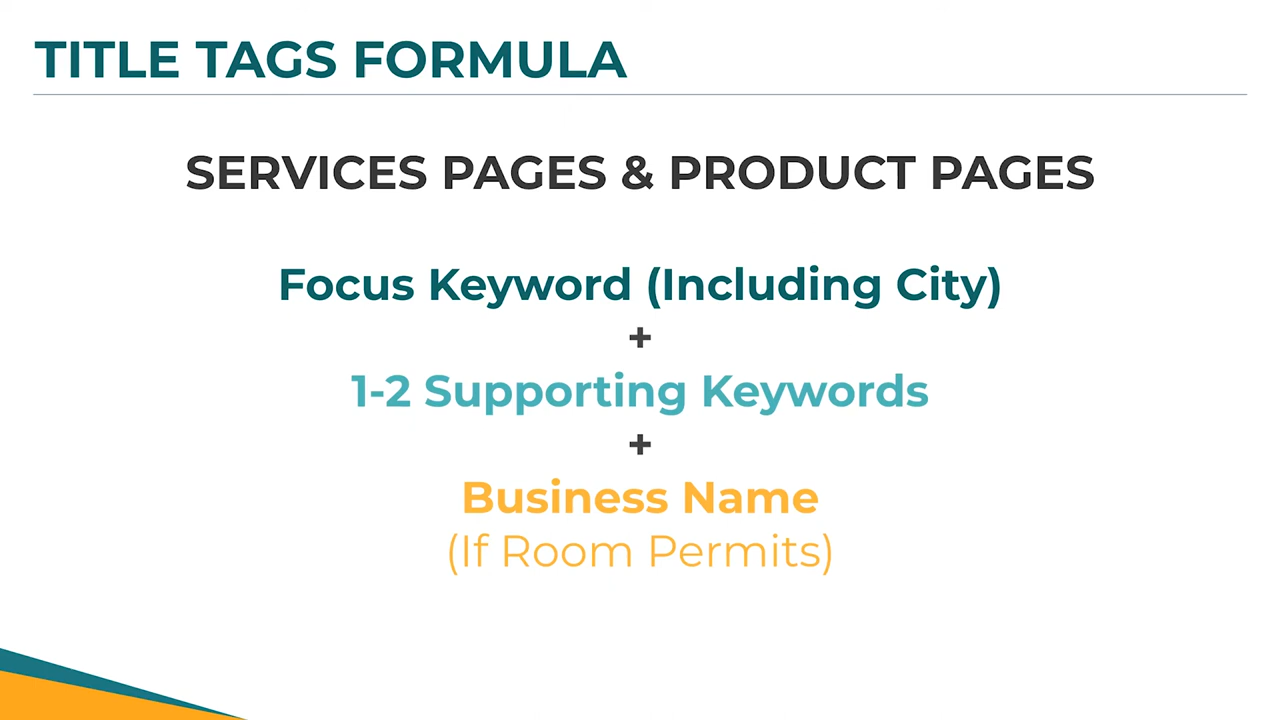 TITLE TAGS FORMULA
SERVICES PAGES & PRODUCT PAGES
Focus Keyword (Including City)
+
1-2 Supporting Keywords
+
Business Name
(If Room Permits)